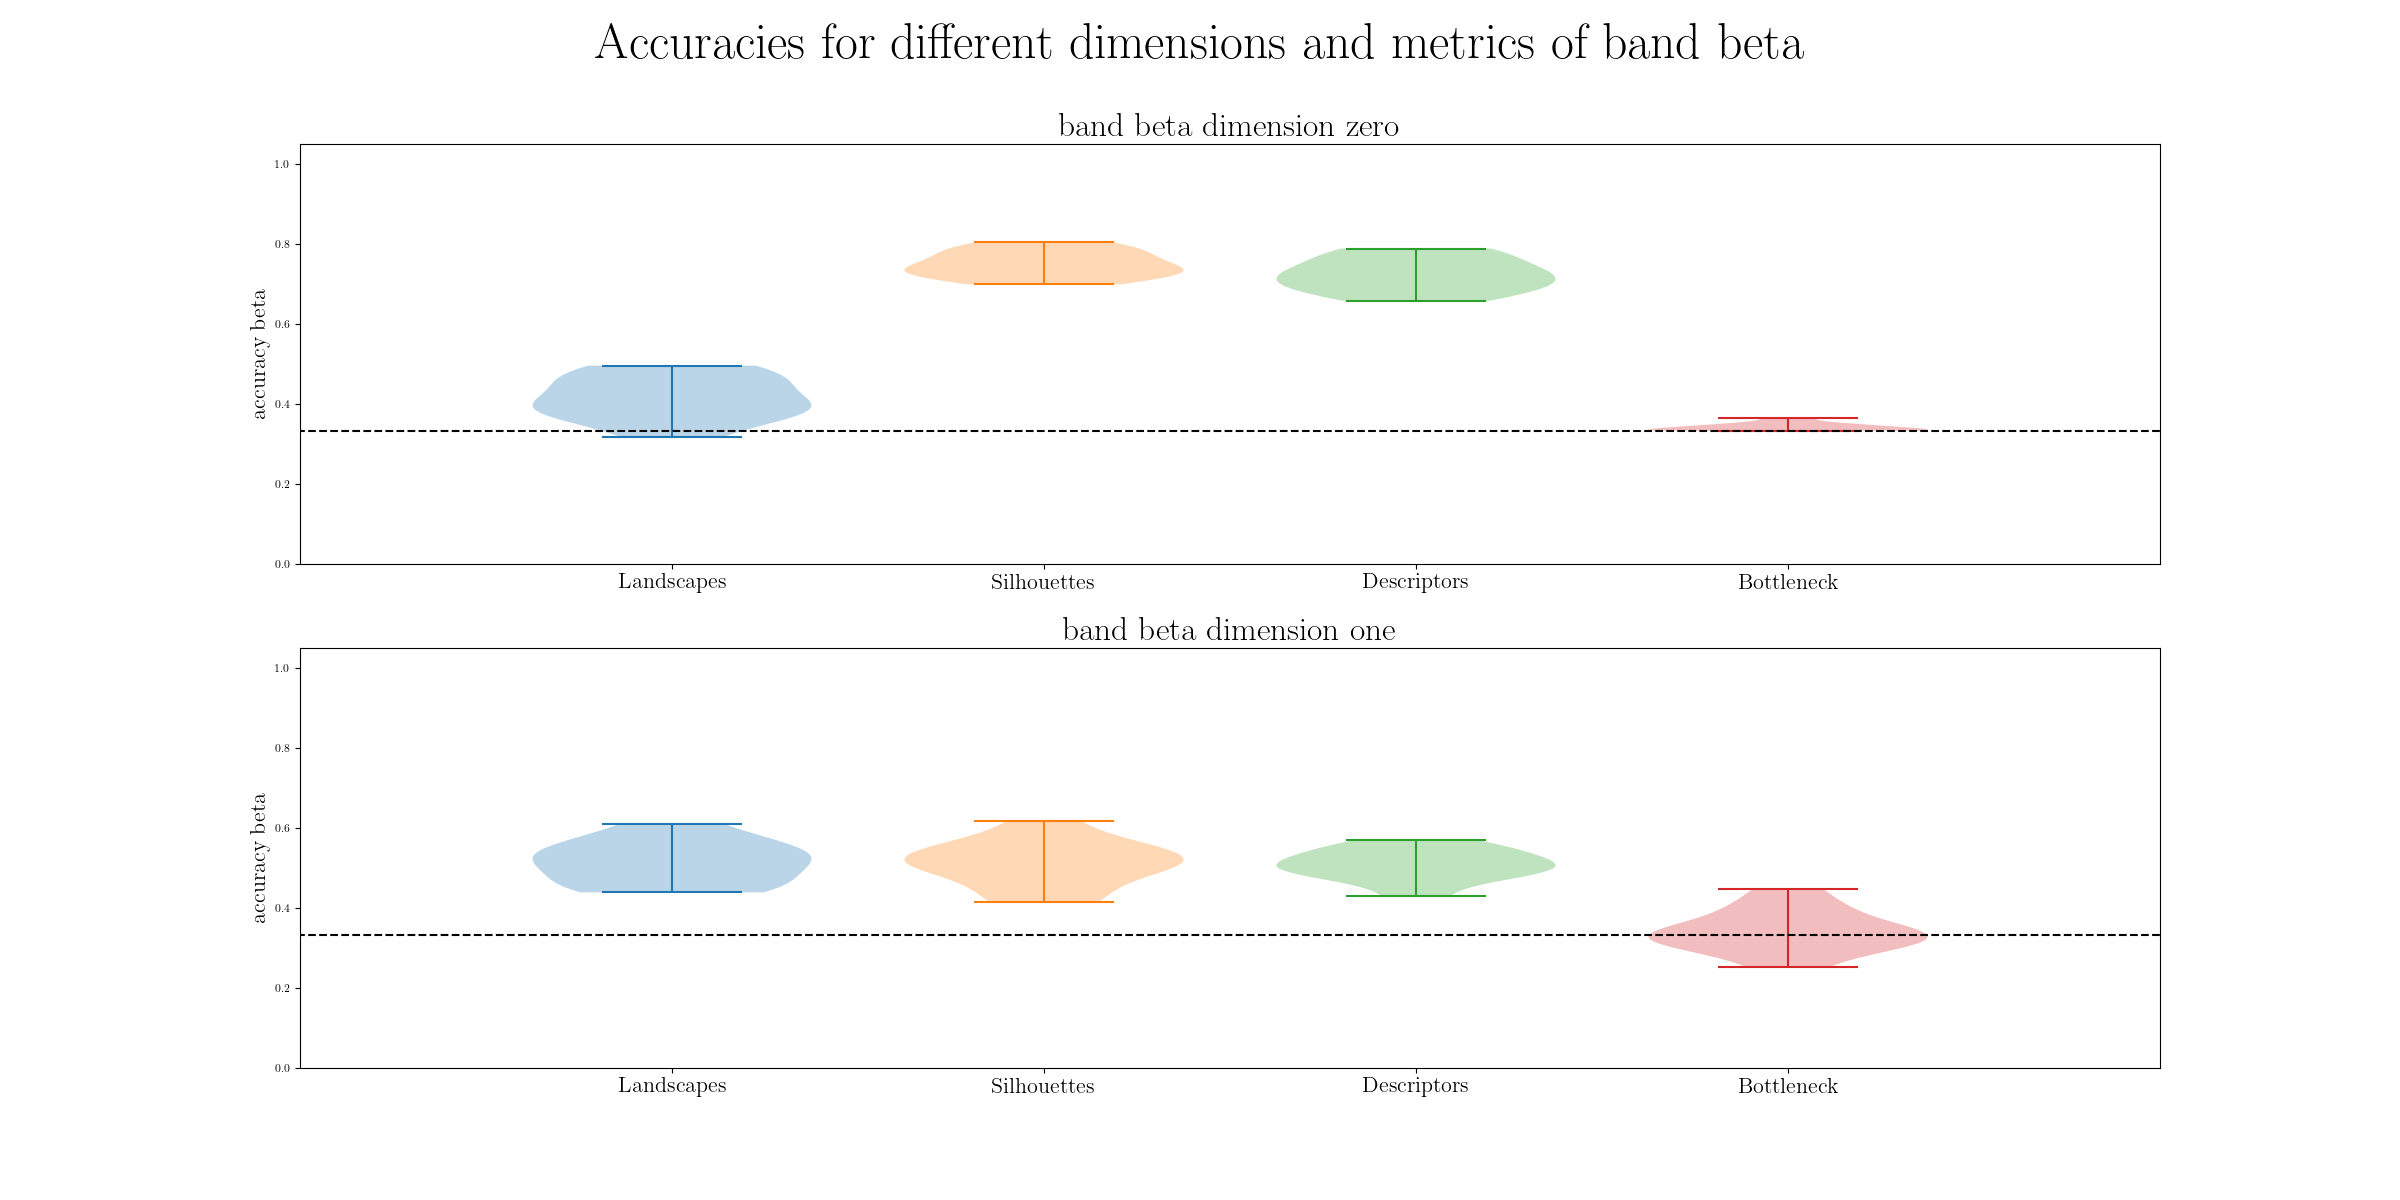 Accuracies for different dimensions and metrics of band beta
band beta dimension zero
accuracy beta
1.0
0.8
0.6
0.4
0.2
0.0
Landscapes Silhouettes Descriptors Bottleneck
band beta dimension one
accuracy beta
1.0
0.8
0.6
0.4
0.2
0.0
Landscapes Silhouettes Descriptors Bottleneck